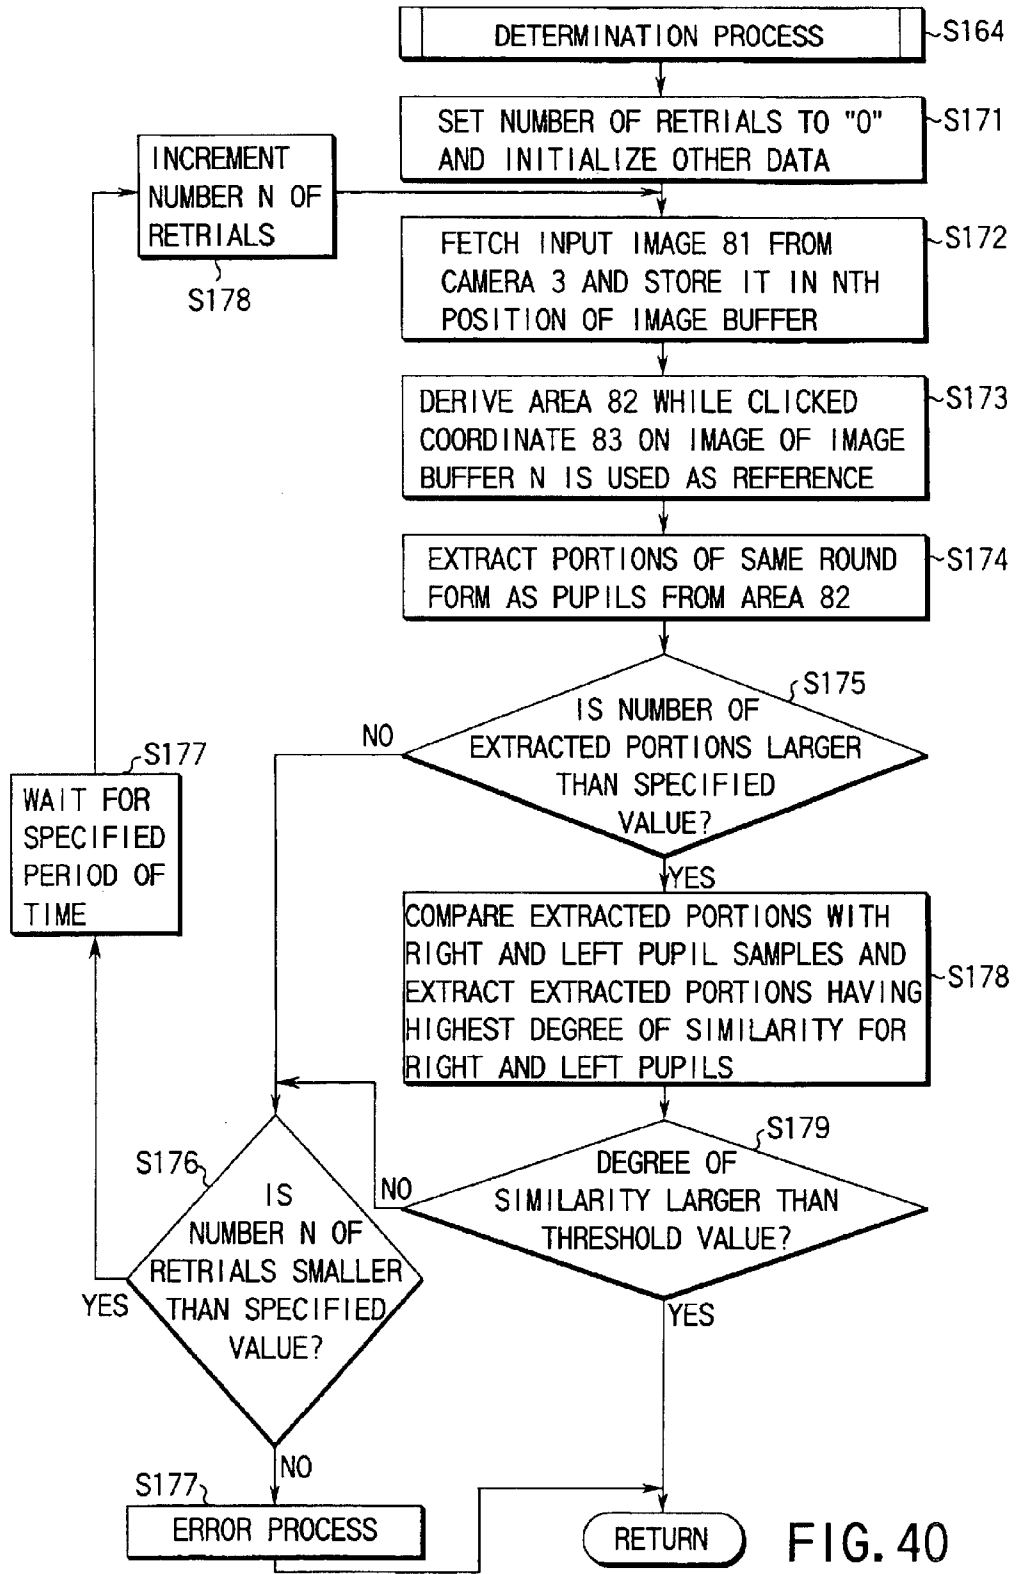 DETERMINATION PROCESS
S164
SET NUMBER OF RETRIALS TO "0"
AND INITIALIZE OTHER DATA
S171
INCREMENT
NUMBER N OF
RETRIALS
S178
FETCH INPUT IMAGE 81 FROM
CAMERA 3 AND STORE IT IN NTH
POSITION OF IMAGE BUFFER
S172
DERIVE AREA 82 WHILE CLICKED
COORDINATE 83 ON IMAGE OF IMAGE
BUFFER N IS USED AS REFERENCE
S173
EXTRACT PORTIONS OF SAME ROUND
FORM AS PUPILS FROM AREA 82
S174
S175
IS NUMBER OF
EXTRACTED PORTIONS LARGER
THAN SPECIFIED
VALUE?
NO
YES
S177
WAIT FOR
SPECIFIED
PERIOD OF
TIME
COMPARE EXTRACTED PORTIONS WITH
RIGHT AND LEFT PUPIL SAMPLES AND
EXTRACT EXTRACTED PORTIONS HAVING
HIGHEST DEGREE OF SIMILARITY FOR
RIGHT AND LEFT PUPILS
S178
S179
DEGREE OF
SIMILARITY LARGER THAN
THRESHOLD VALUE?
NO
YES
S176
IS
NUMBER N OF
RETRIALS SMALLER
THAN SPECIFIED
VALUE?
YES
NO
S177
ERROR PROCESS
RETURN
FIG. 40